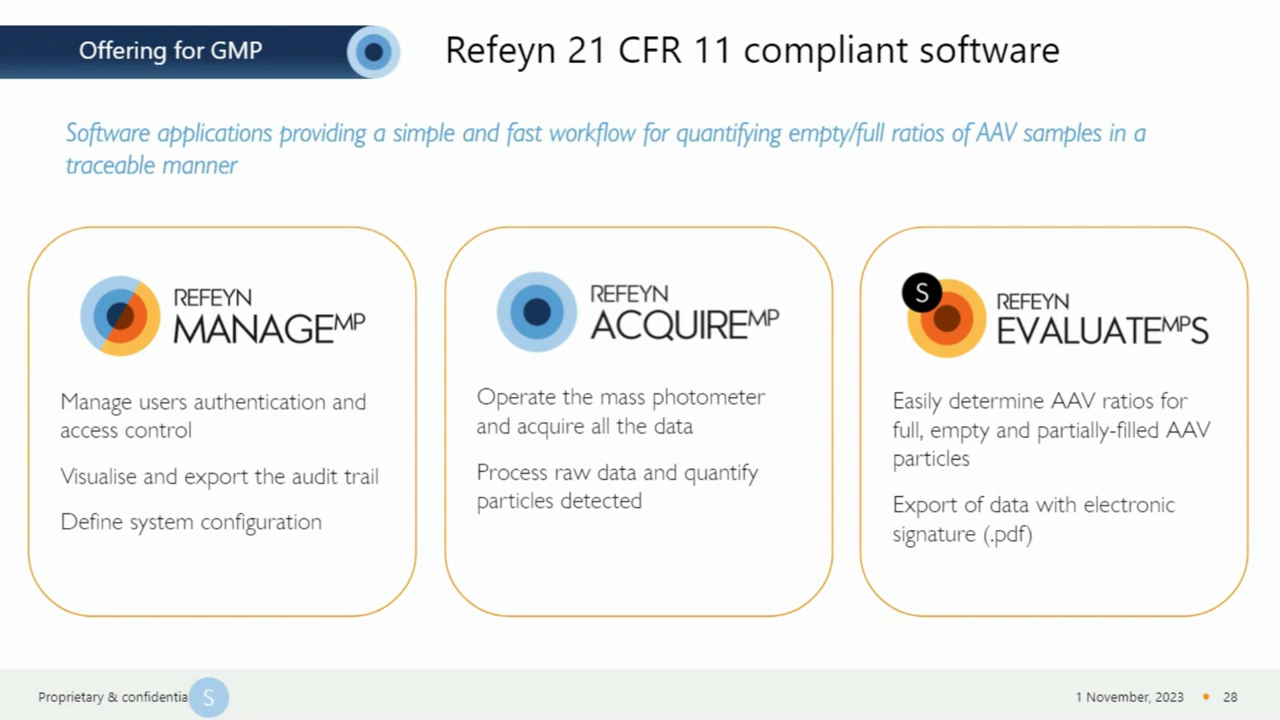 Offering for GMP
Refeyn 21 CFR 11 compliant software
Software applications providing a simple and fast workflow for quantifying empty/full ratios of AAV samples in a
traceable manner
REFEYN
MANAGEMP
Manage users authentication and
access control
Visualise and export the audit trail
Define system configuration
REFEYN
ACQUIREMP
Operate the mass photometer
and acquire all the data
Process raw data and quantify
particles detected
S
REFEYN
EVALUATEMPS
Easily determine AAV ratios for
full, empty and partially-filled AAV
particles
Export of data with electronic
signature (.pdf)
Proprietary & confidentia
S
1 November, 2023 • 28